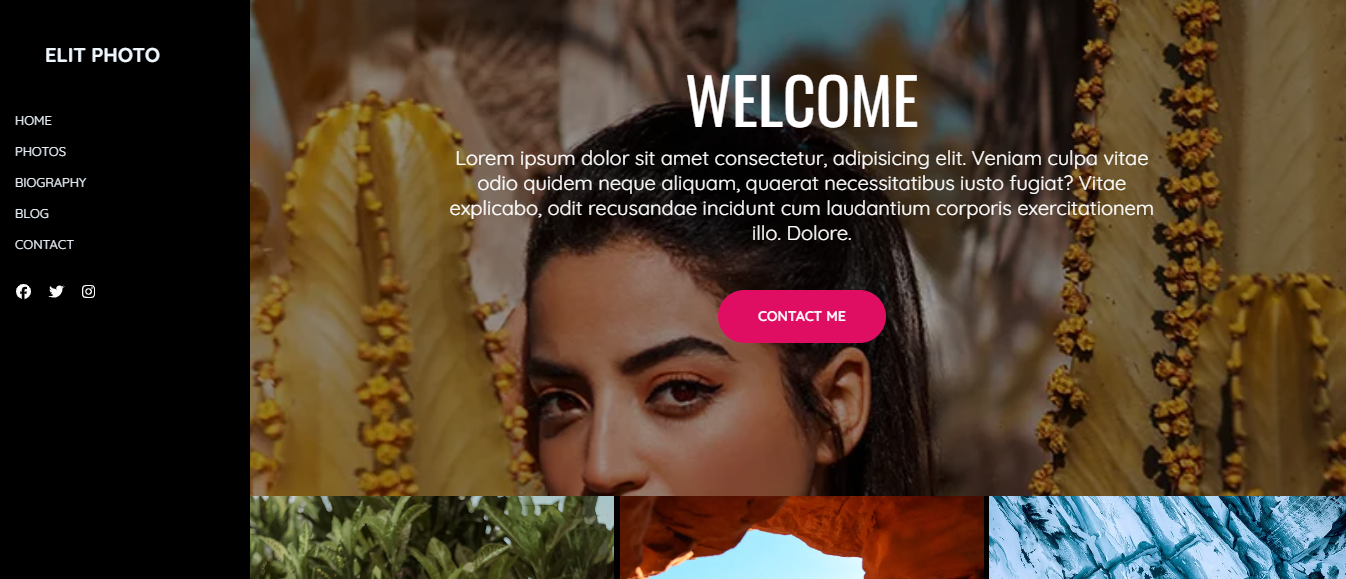 ELIT PHOTO
HOME
PHOTOS
BIOGRAPHY
BLOG
CONTACT
WELCOME
Lorem ipsum dolor sit amet consectetur, adipisicing elit. Veniam culpa vitae
odio quidem neque aliquam, quaerat necessitatibus iusto fugiat? Vitae
explicabo, odit recusandae incidunt cum laudantium corporis exercitationem
illo. Dolore.
CONTACT ME